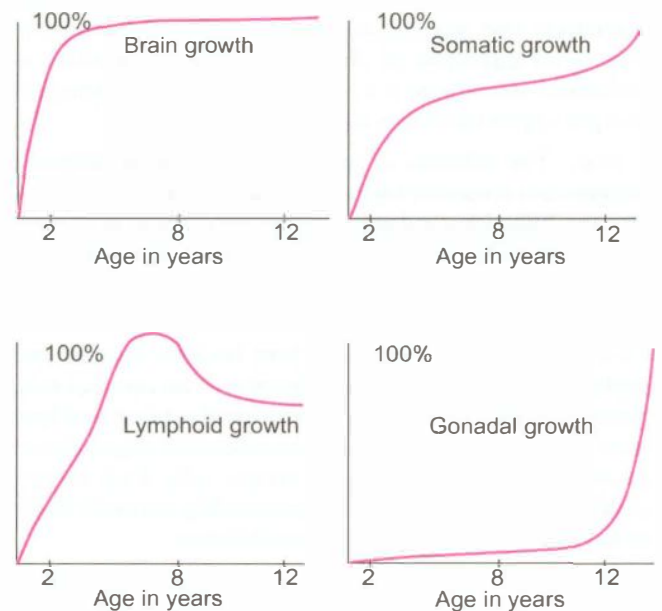 100%
Brain growth
2 8 12
Age in years
100%
Somatic growth
2 8 12
Age in years
100%
Lymphoid growth
2 8 12
Age in years
100%
Gonadal growth
2 8 12
Age in years